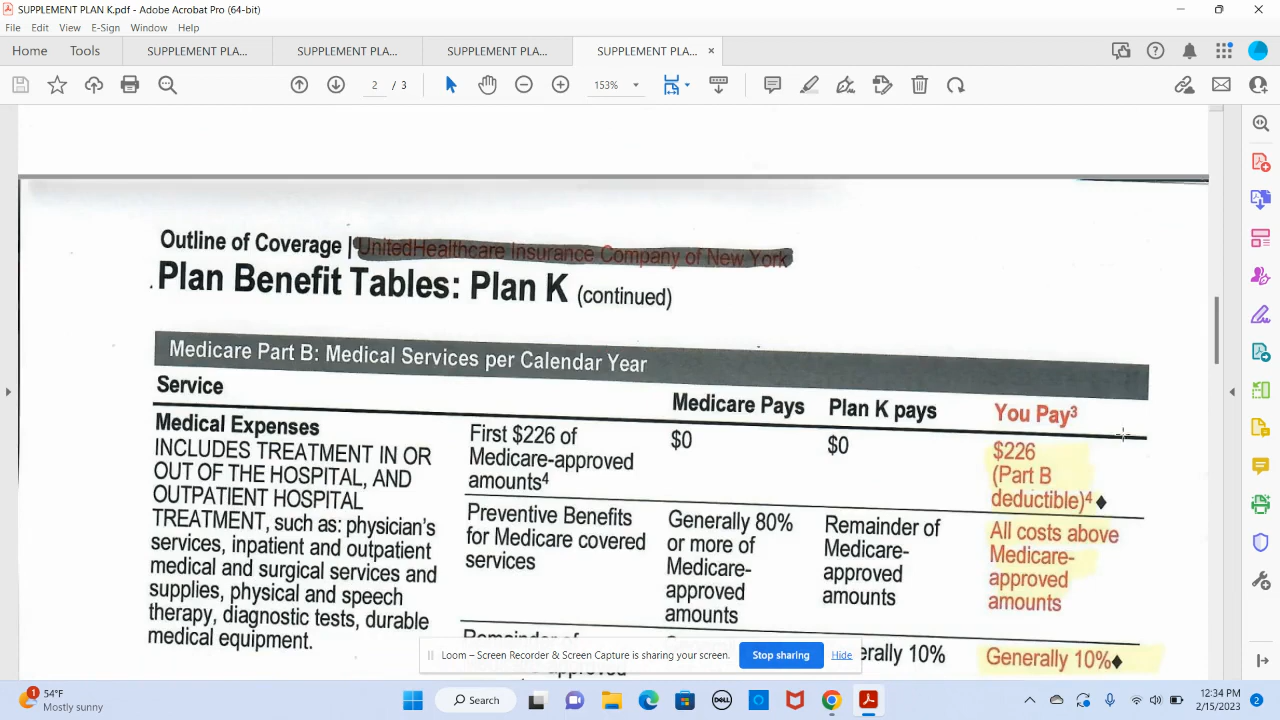 SUPPLEMENT PLAN K.pdf - Adobe Acrobat Pro (64-bit)
File Edit View E-Sign Window Help
Home Tools SUPPLEMENT PLA... SUPPLEMENT PLA... SUPPLEMENT PLA... SUPPLEMENT PLA... ×
2 / 3 153%
Outline of Coverage | UnitedHealthcare Insurance Company of New York
Plan Benefit Tables: Plan K (continued)
Medicare Part B: Medical Services per Calendar Year
Service Medicare Pays Plan K pays You Pay³
Medical Expenses
INCLUDES TREATMENT IN OR
OUT OF THE HOSPITAL, AND
OUTPATIENT HOSPITAL
TREATMENT, such as: physician's
services, inpatient and outpatient
medical and surgical services and
supplies, physical and speech
therapy, diagnostic tests, durable
medical equipment.
First $226 of
Medicare-approved
amounts⁴
$0
$0
$226
(Part B
deductible)⁴ ♦
Preventive Benefits
for Medicare covered
services
Generally 80%
or more of
Medicare-
approved
amounts
Remainder of
Medicare-
approved
amounts
All costs above
Medicare-
approved
amounts
Remainder of
erally 10%
Generally 10%♦
Loom – Screen Recorder & Screen Capture is sharing your screen. Stop sharing Hide
1
54°F
Mostly sunny
Search
DELL
12:34 PM
2/15/2023
2